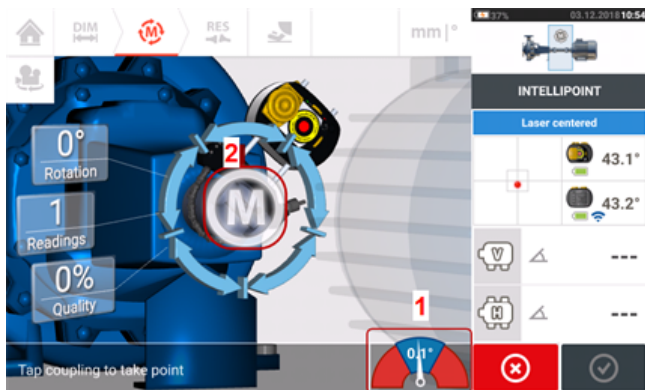 DIM
M
RES
mm|°
37%
03.12.2018 10:54
INTELLIPOINT
Laser centered
43.1°
43.2°
0°
Rotation
2
M
1
Readings
0%
Quality
V
---
H
---
1
0.1°
Tap coupling to take point